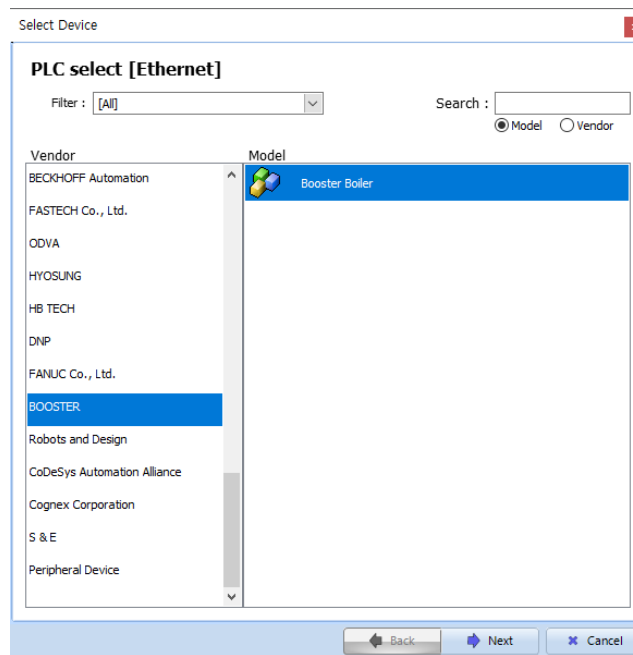 Select Device
PLC select [Ethernet]
Filter : [All]
Search :
Model Vendor
Vendor Model
BECKHOFF Automation
Booster Boiler
FASTECH Co., Ltd.
ODVA
HYOSUNG
HB TECH
DNP
FANUC Co., Ltd.
BOOSTER
Robots and Design
CoDeSys Automation Alliance
Cognex Corporation
S & E
Peripheral Device
Back Next Cancel